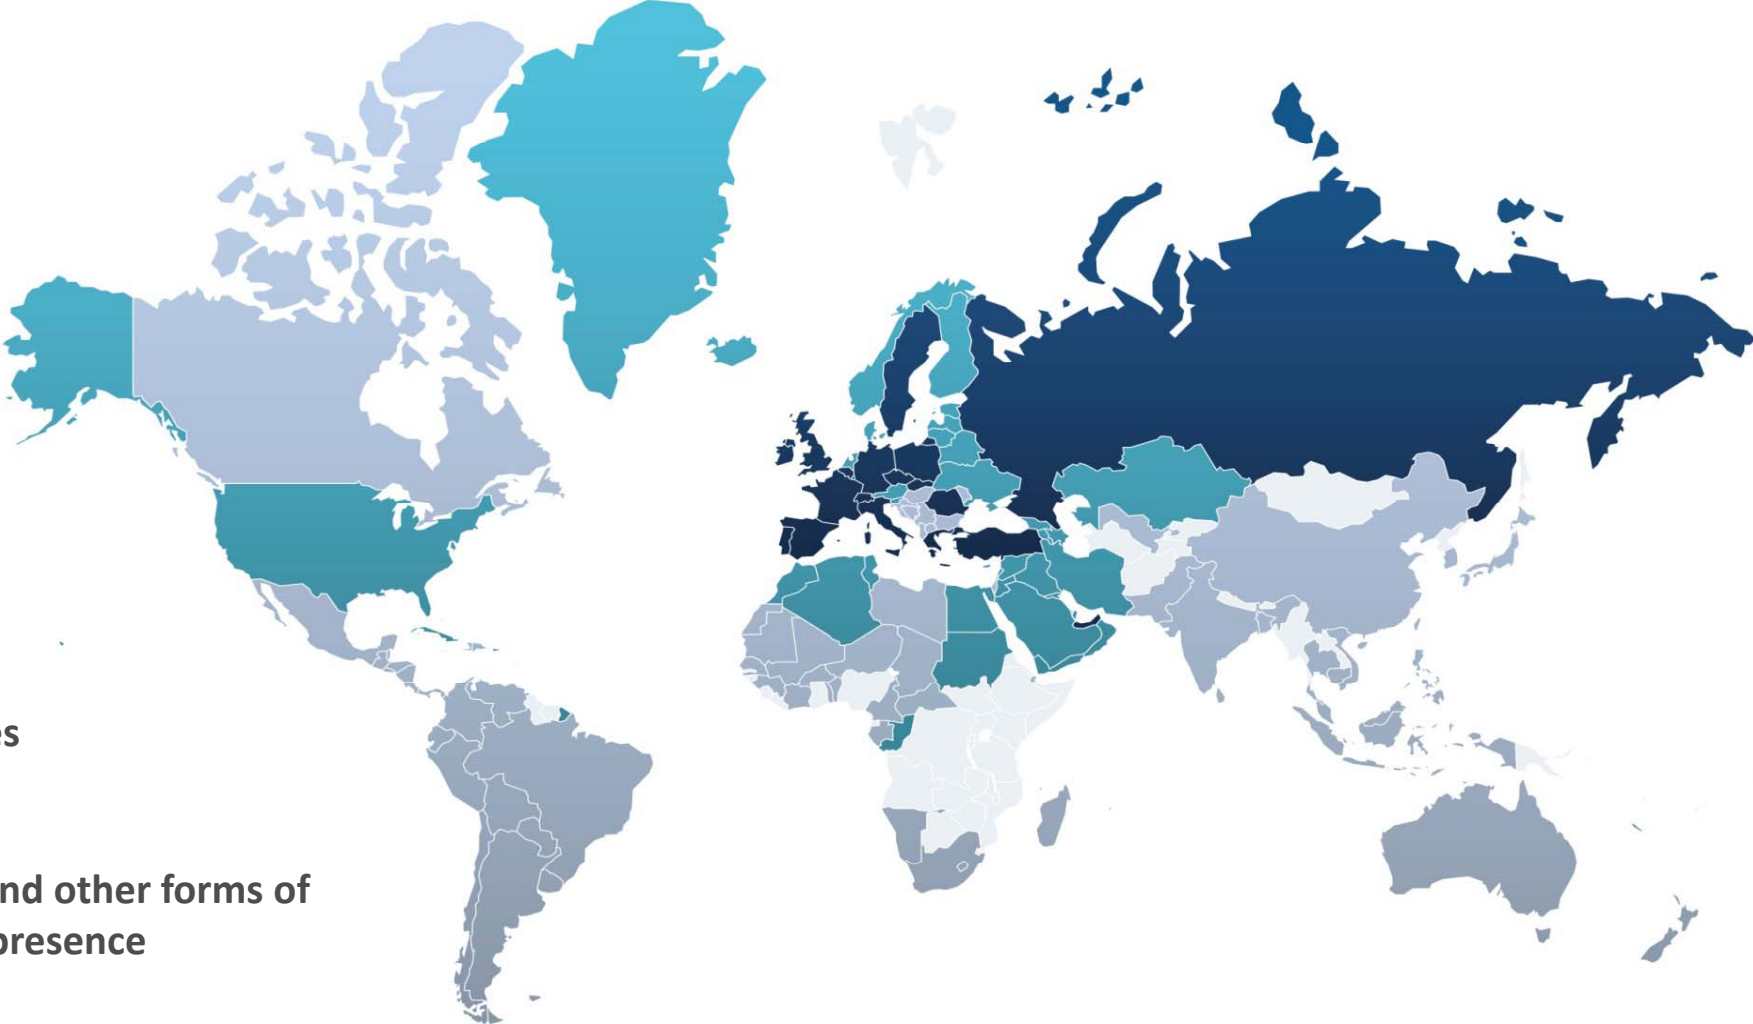 es
nd other forms of
presence